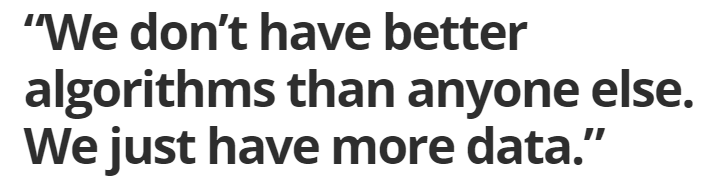 “We don’t have better
algorithms than anyone else.
We just have more data.”